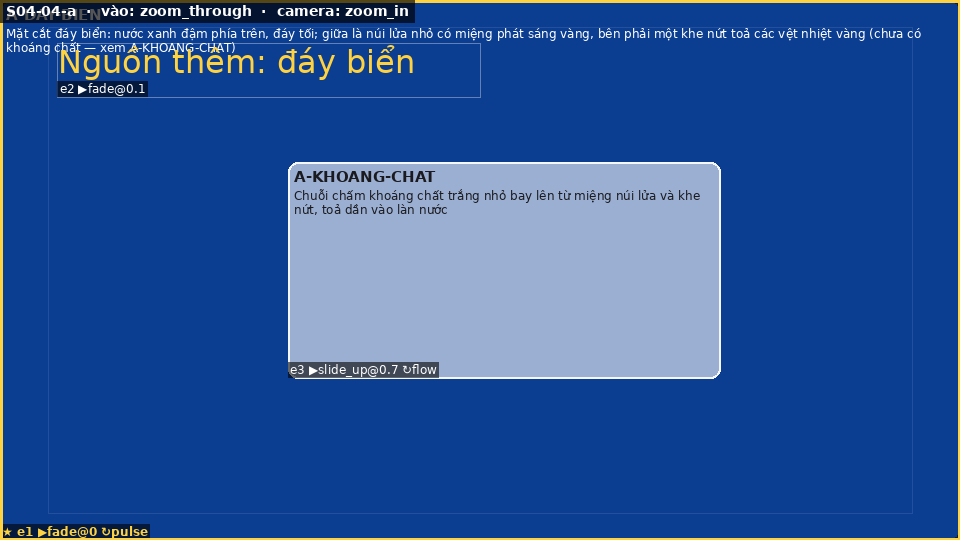 A-DAY-BIEN
S04-04-a · vào: zoom_through · camera: zoom_in
Mặt cắt đáy biển: nước xanh đậm phía trên, đáy tối; giữa là núi lửa nhỏ có miệng phát sáng vàng, bên phải một khe nứt toả các vệt nhiệt vàng (chưa có
khoáng chất — xem A-KHOANG-CHAT)
Nguồn thêm: đáy biển
e2 ▶fade@0.1
A-KHOANG-CHAT
Chuỗi chấm khoáng chất trắng nhỏ bay lên từ miệng núi lửa và khe
nứt, toả dần vào làn nước
e3 ▶slide_up@0.7 ↻flow
★ e1 ▶fade@0 ↻pulse